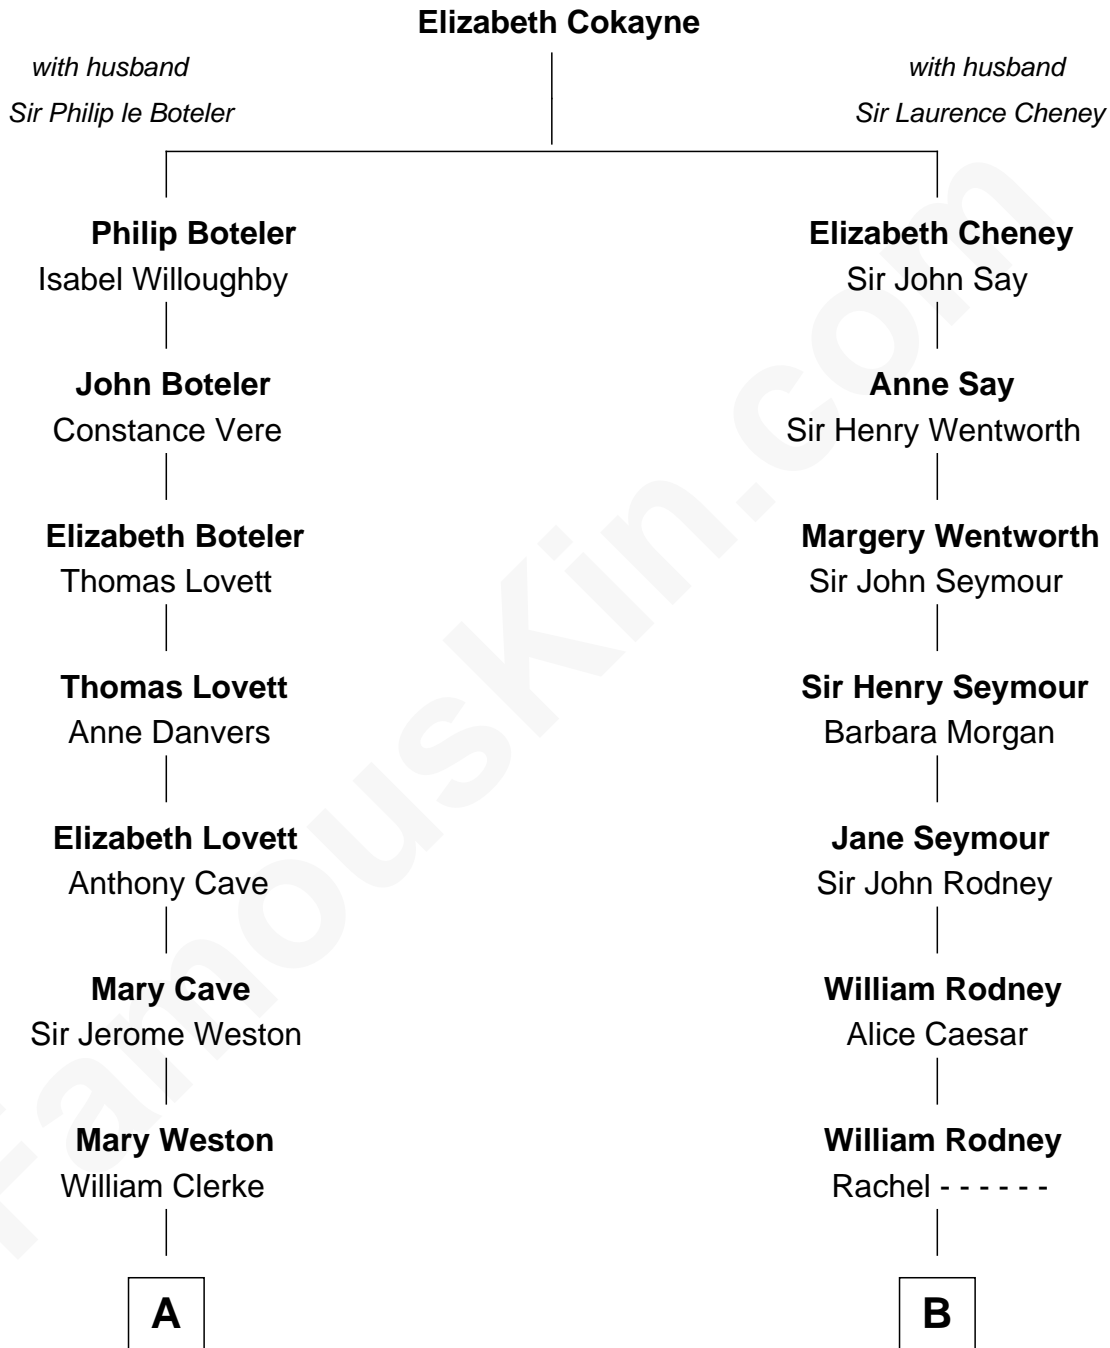 Elizabeth Cokayne
with husband
Sir Philip le Boteler
with husband
Sir Laurence Cheney
Philip Boteler
Isabel Willoughby
Elizabeth Cheney
Sir John Say
John Boteler
Constance Vere
Anne Say
Sir Henry Wentworth
Elizabeth Boteler
Thomas Lovett
Margery Wentworth
Sir John Seymour
Thomas Lovett
Anne Danvers
Sir Henry Seymour
Barbara Morgan
Elizabeth Lovett
Anthony Cave
Jane Seymour
Sir John Rodney
Mary Cave
Sir Jerome Weston
William Rodney
Alice Caesar
Mary Weston
William Clerke
William Rodney
Rachel - - - - - -
A
B
FamousKin.com